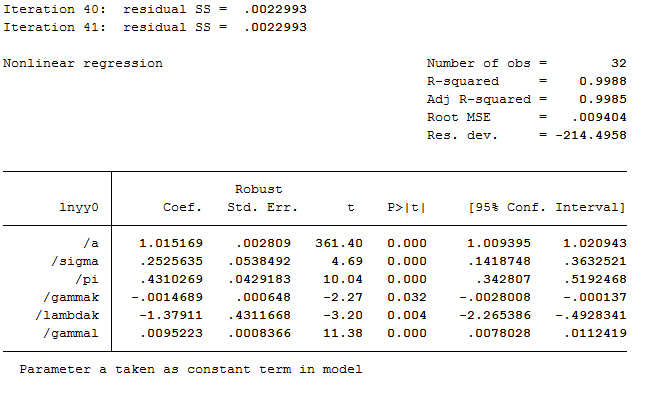 Iteration 40:  residual SS =  .0022993
Iteration 41:  residual SS =  .0022993
Nonlinear regression Number of obs = 32
R-squared = 0.9988
Adj R-squared = 0.9985
Root MSE = .009404
Res. dev. = -214.4958
Robust
lnyy0 Coef. Std. Err. t P>|t| [95% Conf. Interval]
/a 1.015169 .002809 361.40 0.000 1.009395 1.020943
/sigma .2525635 .0538492 4.69 0.000 .1418748 .3632521
/pi .4310269 .0429183 10.04 0.000 .342807 .5192468
/gammak -.0014689 .000648 -2.27 0.032 -.0028008 -.000137
/lambdak -1.37911 .4311668 -3.20 0.004 -2.265386 -.4928341
/gammal .0095223 .0008366 11.38 0.000 .0078028 .0112419
Parameter a taken as constant term in model